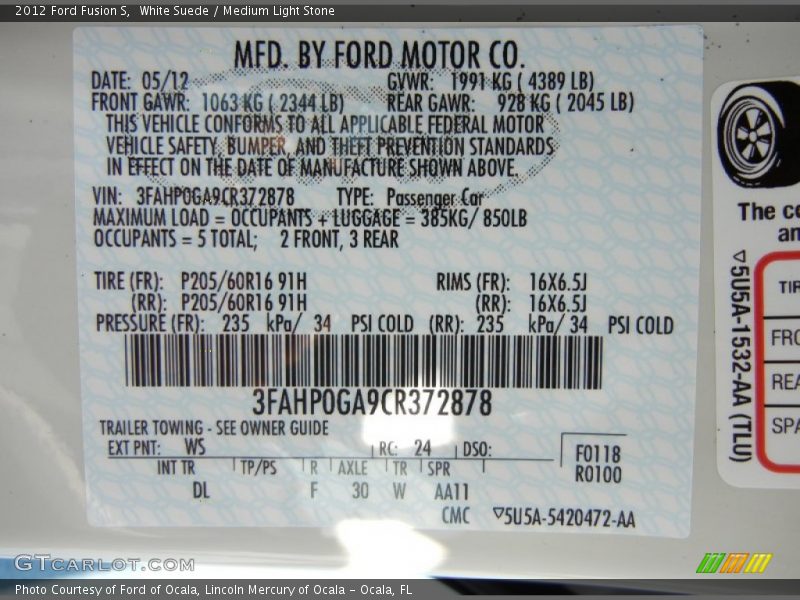 2012 Ford Fusion S, White Suede / Medium Light Stone
MFD. BY FORD MOTOR CO.
DATE: 05/12 GVWR: 1991 KG ( 4389 LB)
FRONT GAWR: 1063 KG ( 2344 LB) REAR GAWR: 928 KG ( 2045 LB)
THIS VEHICLE CONFORMS TO ALL APPLICABLE FEDERAL MOTOR
VEHICLE SAFETY, BUMPER, AND THEFT PREVENTION STANDARDS
IN EFFECT ON THE DATE OF MANUFACTURE SHOWN ABOVE.
VIN: 3FAHP0GA9CR372878 TYPE: Passenger Car
MAXIMUM LOAD = OCCUPANTS + LUGGAGE = 385KG/ 850LB
OCCUPANTS = 5 TOTAL; 2 FRONT, 3 REAR
TIRE (FR): P205/60R16 91H RIMS (FR): 16X6.5J
(RR): P205/60R16 91H (RR): 16X6.5J
PRESSURE (FR): 235 kPa/ 34 PSI COLD (RR): 235 kPa/ 34 PSI COLD
3FAHP0GA9CR372878
TRAILER TOWING - SEE OWNER GUIDE
EXT PNT: WS RC: 24 DSO: F0118
R0100
INT TR TP/PS R AXLE TR SPR
DL F 30 W AA11
CMC ▽5U5A-5420472-AA
The co
an
▽5U5A-1532-AA (TLU)
TIR
FRO
REA
SPA
GTCARLOT.COM
Photo Courtesy of Ford of Ocala, Lincoln Mercury of Ocala – Ocala, FL